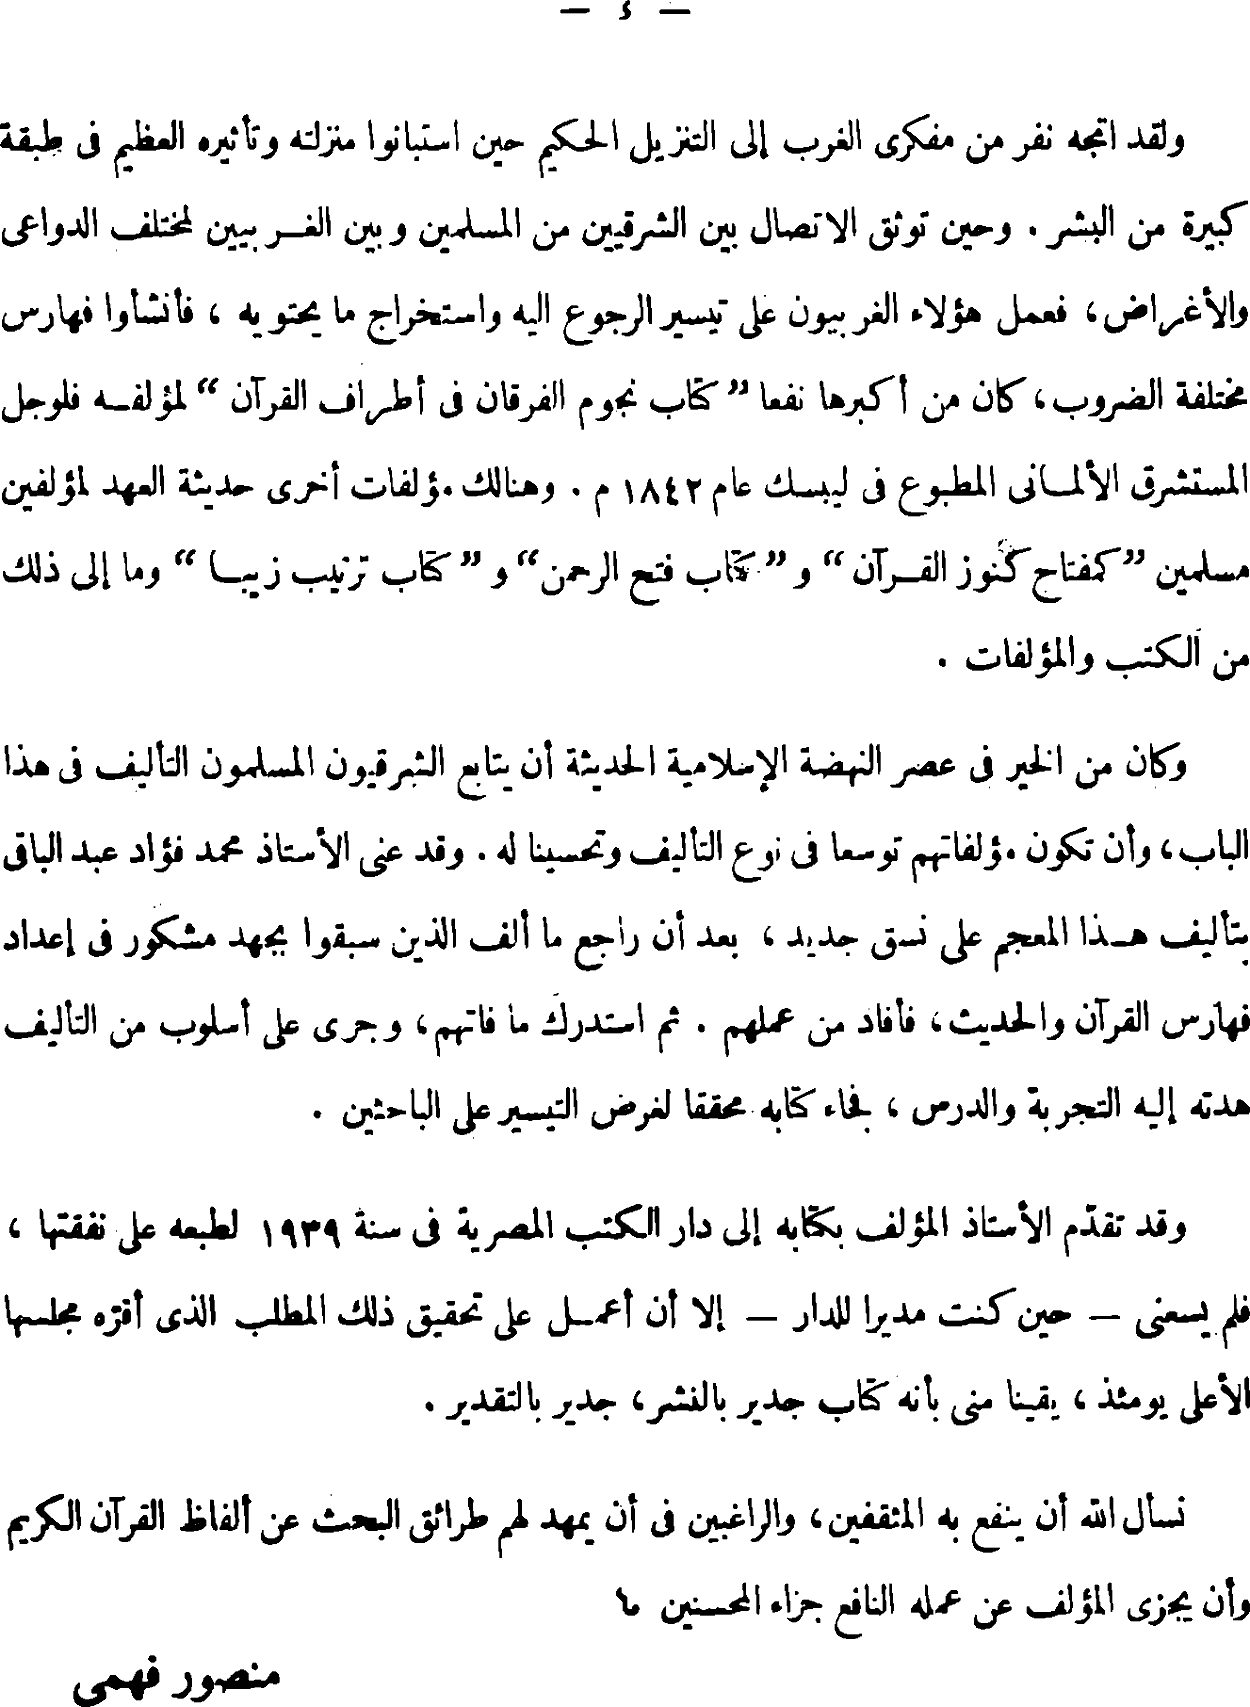 — ٤ —
ولقد اتجه نفر من مفكرى الغرب إلى التنزيل الحكيم حين استبانوا منزلته وتأثيره العظيم فى طبقة
كبيرة من البشر . وحين توثق الاتصال بين الشرقيين من المسلمين وبين الغربيين لمختلف الدواعى
والأغراض، فعمل هؤلاء الغربيون على تيسير الرجوع اليه واستخراج ما يحتويه ، فأنشأوا فهارس
مختلفة الضروب، كان من أكبرها نفعا ”كتاب نجوم الفرقان فى أطراف القرآن“ لمؤلفه فلوجل
المستشرق الألمانى المطبوع فى ليبسك عام ١٨٤٢ م . وهنالك مؤلفات أخرى حديثة العهد لمؤلفين
مسلمين ”كمفتاح كنوز القرآن“ و ”كتاب فتح الرحمن“ و ”كتاب ترتيب زيبا“ وما إلى ذلك
من الكتب والمؤلفات .
وكان من الخير فى عصر النهضة الإسلامية الحديثة أن يتابع الشرقيون المسلمون التأليف فى هذا
الباب، وأن تكون مؤلفاتهم توسعا فى نوع التأليف وتحسينا له . وقد عنى الأستاذ محمد فؤاد عبد الباقى
بتأليف هذا المعجم على نسق جديد ، بعد أن راجع ما ألف الذين سبقوا بجهد مشكور فى إعداد
فهارس القرآن والحديث، فأفاد من عملهم . ثم استدرك ما فاتهم، وجرى على أسلوب من التأليف
هدته إليه التجربة والدرس ، فجاء كتابه محققا لغرض التيسير على الباحثين .
وقد تقدّم الأستاذ المؤلف بكتابه إلى دار الكتب المصرية فى سنة ١٩٣٩ لطبعه على نفقتها ،
فلم يسعنى — حين كنت مديرا للدار — إلا أن أعمل على تحقيق ذلك المطلب الذى أقرّه مجلسها
الأعلى يومئذ ، يقينا منى بأنه كتاب جدير بالنشر، جدير بالتقدير .
نسأل الله أن ينفع به المثقفين، والراغبين فى أن يمهد لهم طرائق البحث عن ألفاظ القرآن الكريم
وأن يجزى المؤلف عن عمله النافع جزاء المحسنين ما
منصور فهمى